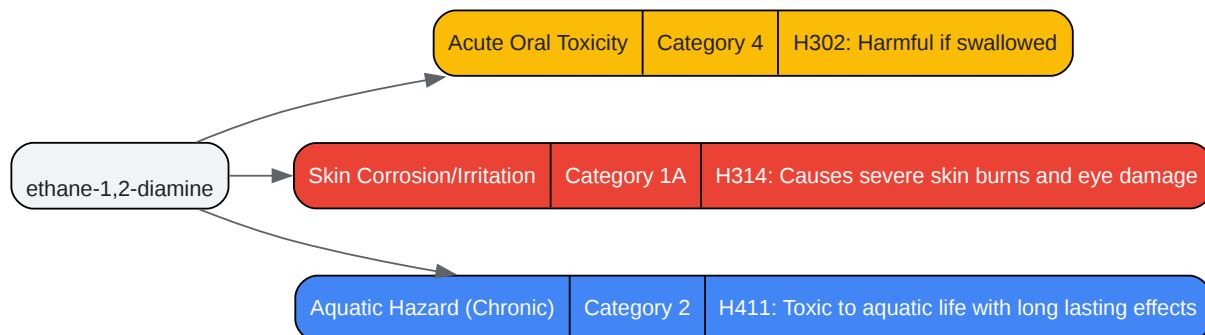 Acute Oral Toxicity Category 4 H302: Harmful if swallowed
ethane-1,2-diamine
Skin Corrosion/Irritation Category 1A H314: Causes severe skin burns and eye damage
Aquatic Hazard (Chronic) Category 2 H411: Toxic to aquatic life with long lasting effects